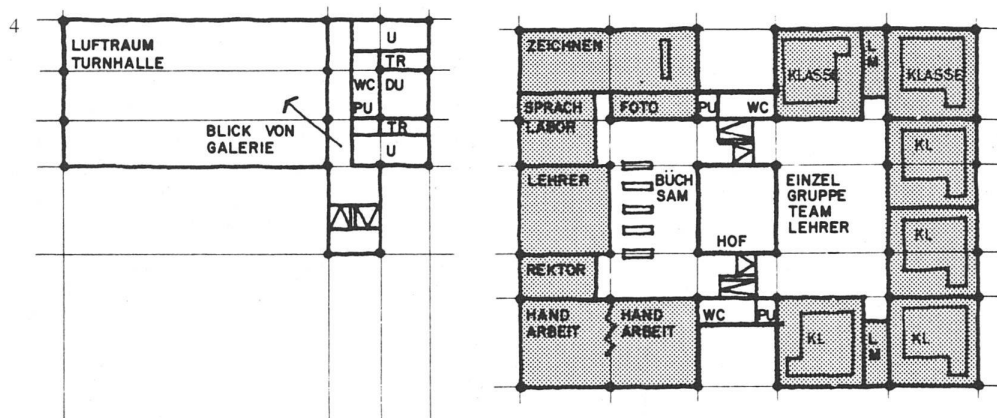 4
LUFTRAUM
TURNHALLE
U
TR
WC DU
PU
TR
U
BLICK VON
GALERIE
ZEICHNEN
KLASSE
L
M
KLASSE
SPRACH
LABOR
FOTO
PU
WC
KL
LEHRER
BÜCH
SAM
EINZEL
GRUPPE
TEAM
LEHRER
HOF
KL
REKTOR
HAND
ARBEIT
HAND
ARBEIT
WC
PU
KL
L
M
KL